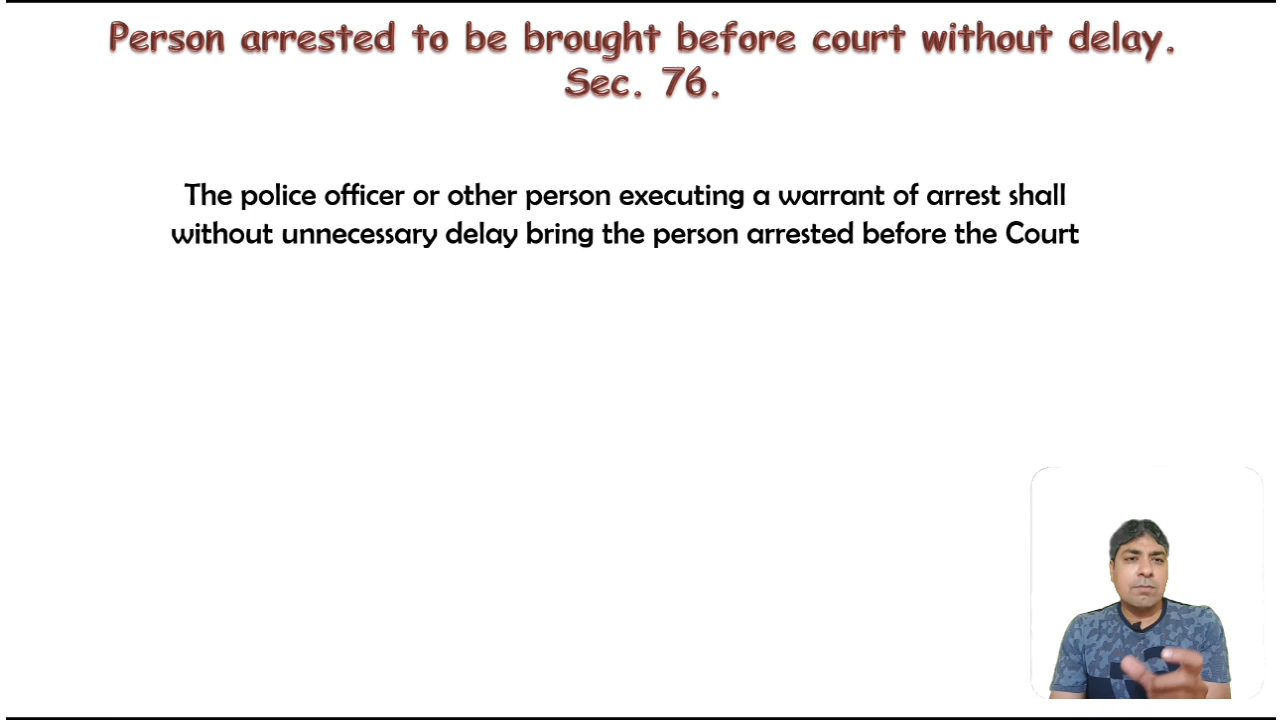 Person arrested to be brought before court without delay.
Sec. 76.
The police officer or other person executing a warrant of arrest shall
without unnecessary delay bring the person arrested before the Court